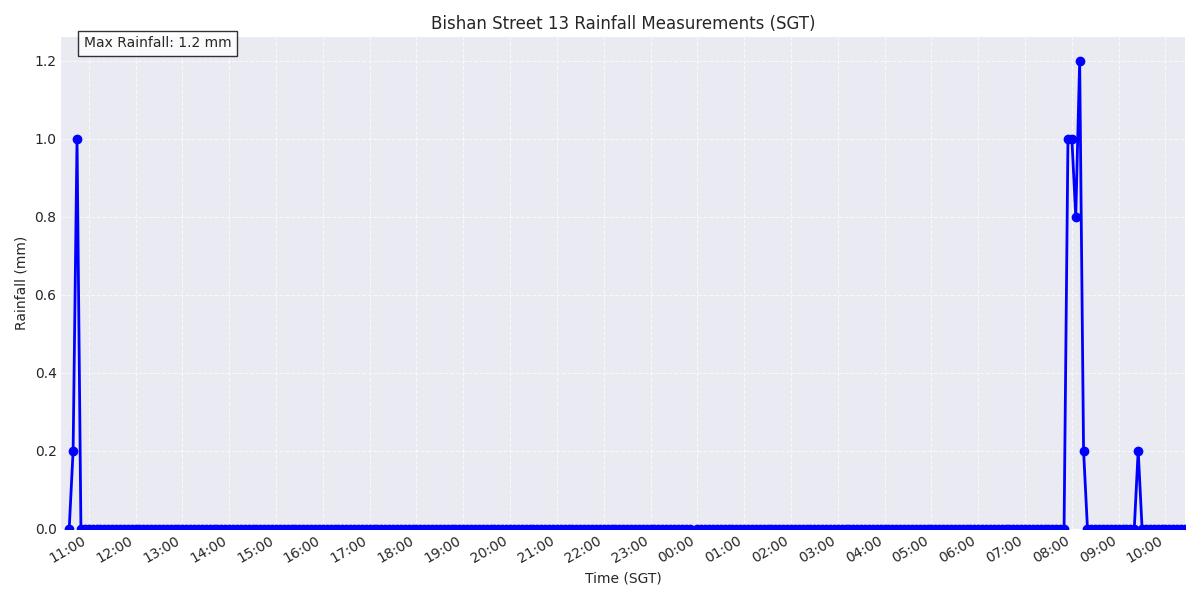 Bishan Street 13 Rainfall Measurements (SGT)
Max Rainfall: 1.2 mm
Rainfall (mm)
1.2
1.0
0.8
0.6
0.4
0.2
0.0
11:00 12:00 13:00 14:00 15:00 16:00 17:00 18:00 19:00 20:00 21:00 22:00 23:00 00:00 01:00 02:00 03:00 04:00 05:00 06:00 07:00 08:00 09:00 10:00
Time (SGT)